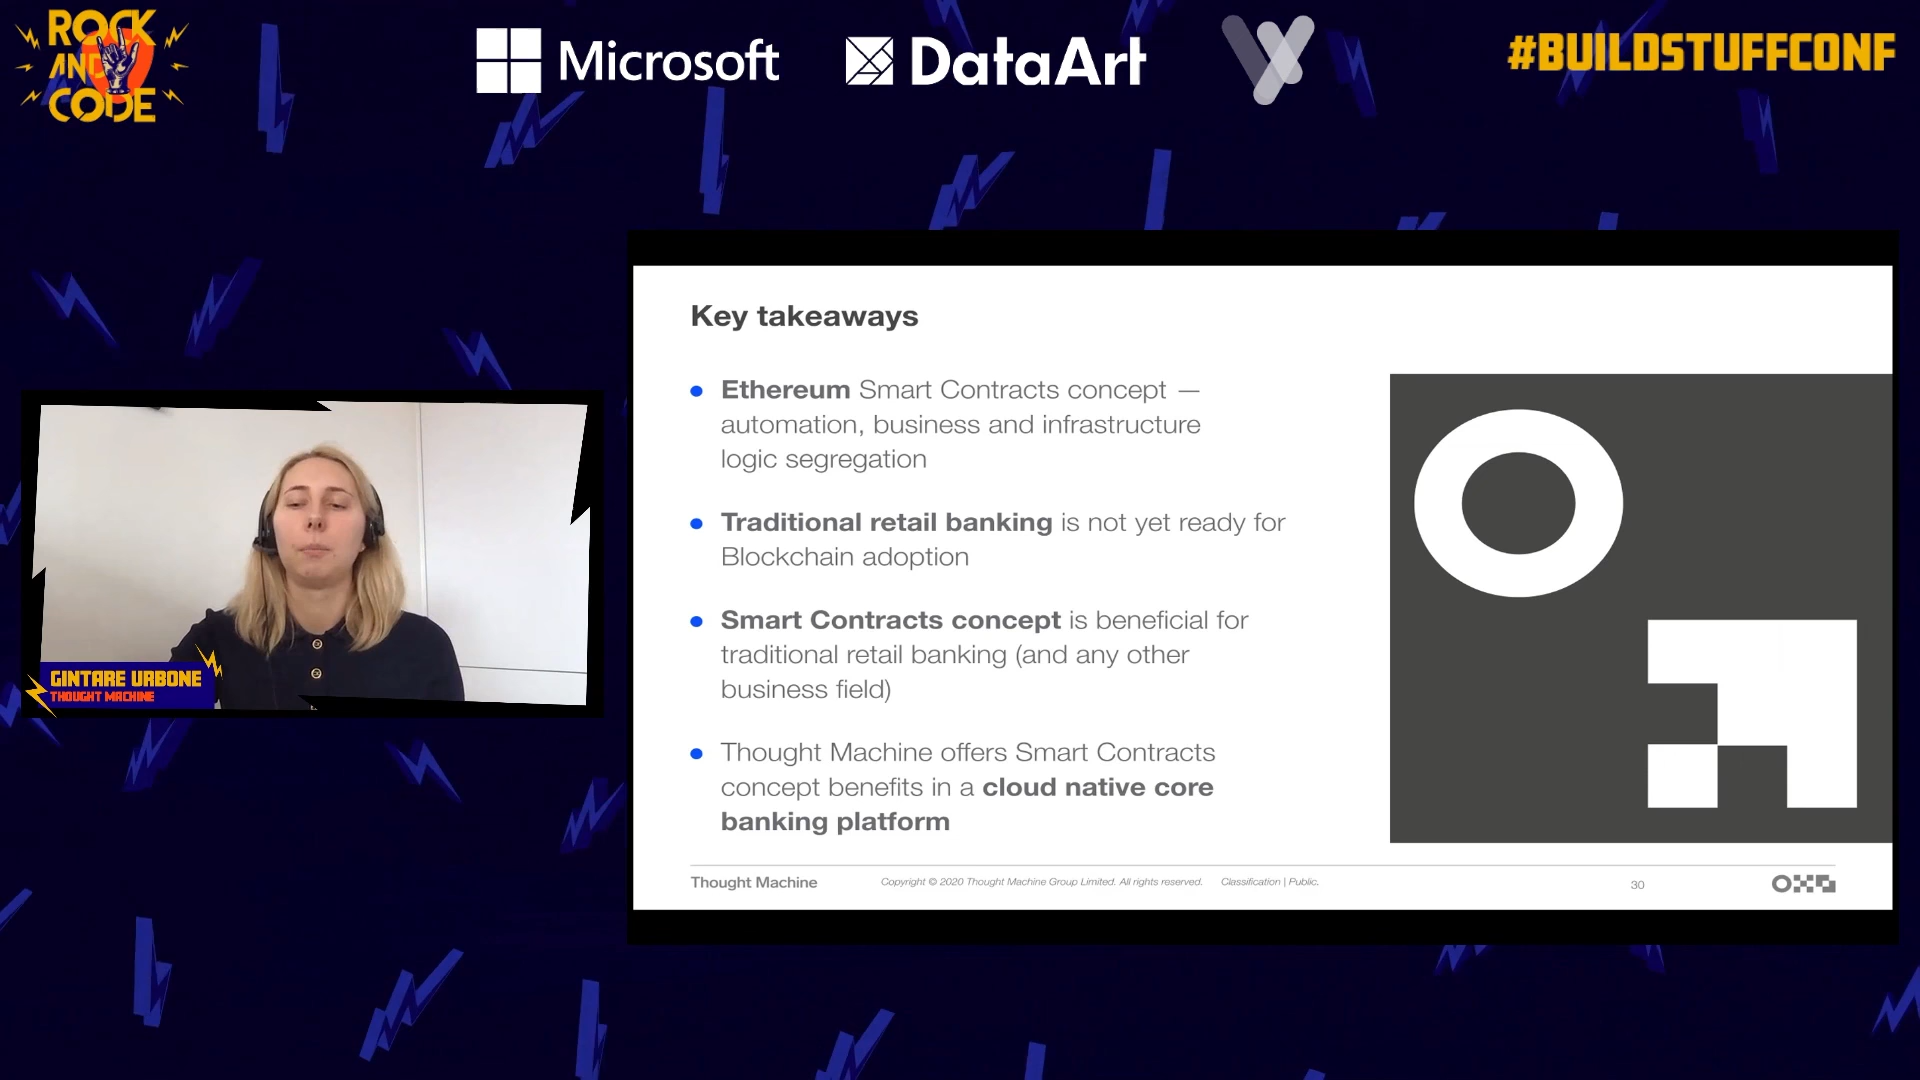 ROCK
AND
CODE
Microsoft
DataArt
#BUILDSTUFFCONF
GINTARE URBONE
THOUGHT MACHINE
Key takeaways
Ethereum Smart Contracts concept —
automation, business and infrastructure
logic segregation
Traditional retail banking is not yet ready for
Blockchain adoption
Smart Contracts concept is beneficial for
traditional retail banking (and any other
business field)
Thought Machine offers Smart Contracts
concept benefits in a cloud native core
banking platform
Thought Machine
Copyright © 2020 Thought Machine Group Limited. All rights reserved. Classification | Public.
30